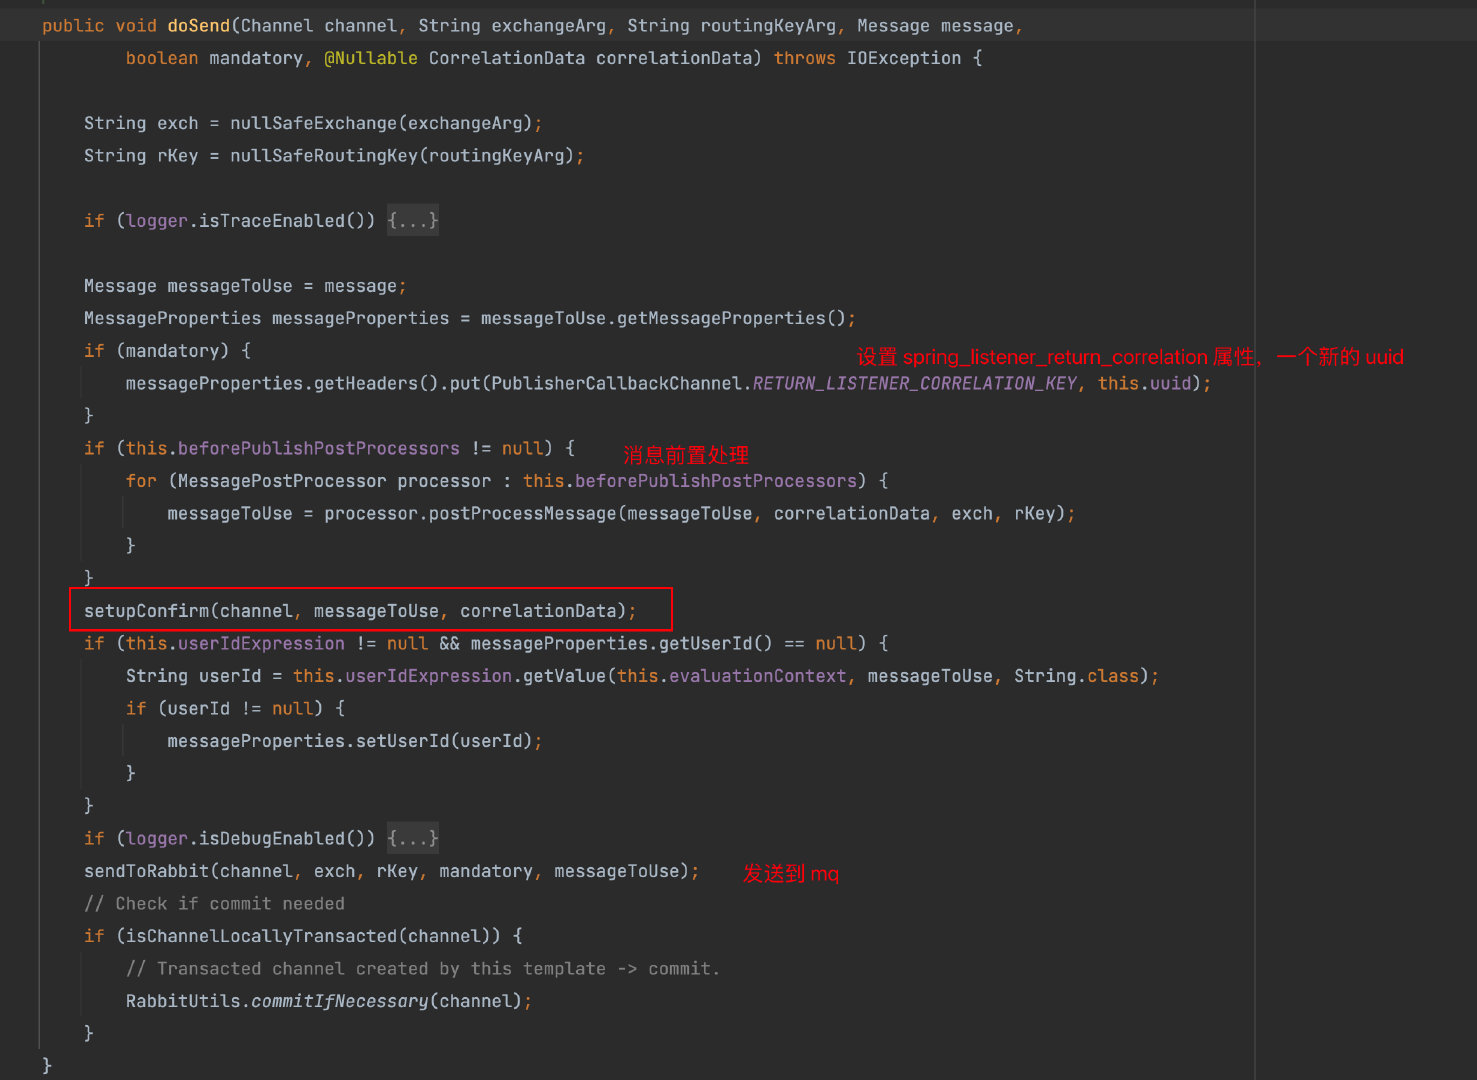 public void doSend(Channel channel, String exchangeArg, String routingKeyArg, Message message,
boolean mandatory, @Nullable CorrelationData correlationData) throws IOException {
String exch = nullSafeExchange(exchangeArg);
String rKey = nullSafeRoutingKey(routingKeyArg);
if (logger.isTraceEnabled()) {...}
Message messageToUse = message;
MessageProperties messageProperties = messageToUse.getMessageProperties();
if (mandatory) {
设置 spring_listener_return_correlation 属性，一个新的 uuid
messageProperties.getHeaders().put(PublisherCallbackChannel.RETURN_LISTENER_CORRELATION_KEY, this.uuid);
}
if (this.beforePublishPostProcessors != null) {
消息前置处理
for (MessagePostProcessor processor : this.beforePublishPostProcessors) {
messageToUse = processor.postProcessMessage(messageToUse, correlationData, exch, rKey);
}
}
setupConfirm(channel, messageToUse, correlationData);
if (this.userIdExpression != null && messageProperties.getUserId() == null) {
String userId = this.userIdExpression.getValue(this.evaluationContext, messageToUse, String.class);
if (userId != null) {
messageProperties.setUserId(userId);
}
}
if (logger.isDebugEnabled()) {...}
sendToRabbit(channel, exch, rKey, mandatory, messageToUse); 发送到 mq
// Check if commit needed
if (isChannelLocallyTransacted(channel)) {
// Transacted channel created by this template -> commit.
RabbitUtils.commitIfNecessary(channel);
}
}